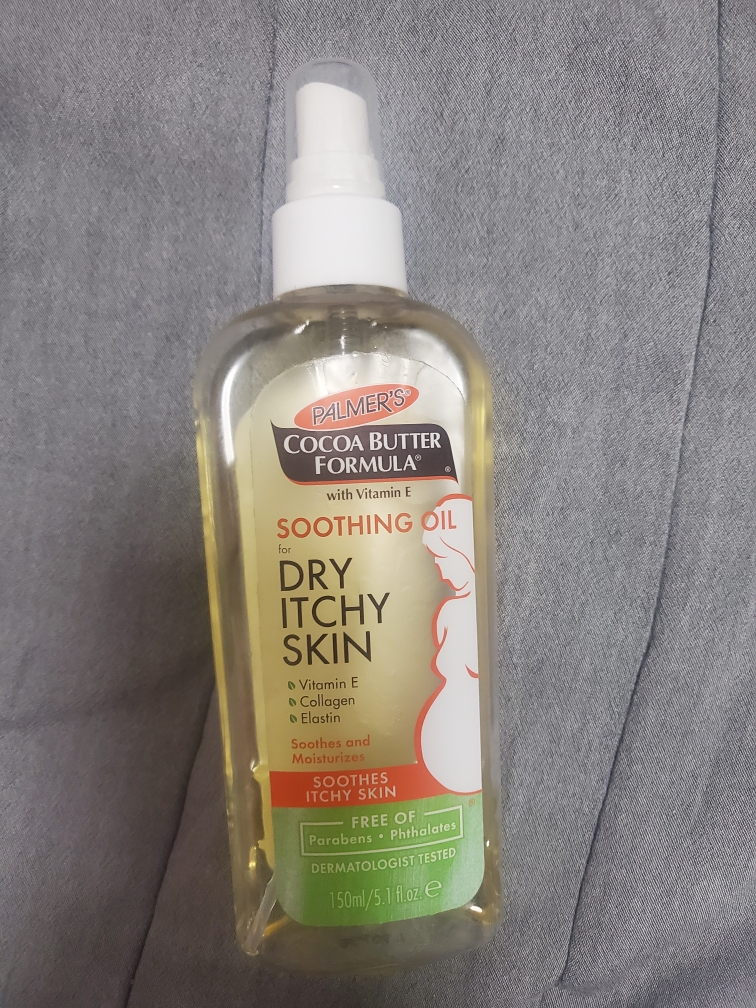 PALMER'S®
COCOA BUTTER
FORMULA®
®
with Vitamin E
SOOTHING OIL
for
DRY
ITCHY
SKIN
Vitamin E
Collagen
Elastin
Soothes and
Moisturizes
SOOTHES
ITCHY SKIN
FREE OF
Parabens • Phthalates
DERMATOLOGIST TESTED
150ml/5.1 fl.oz. ℮